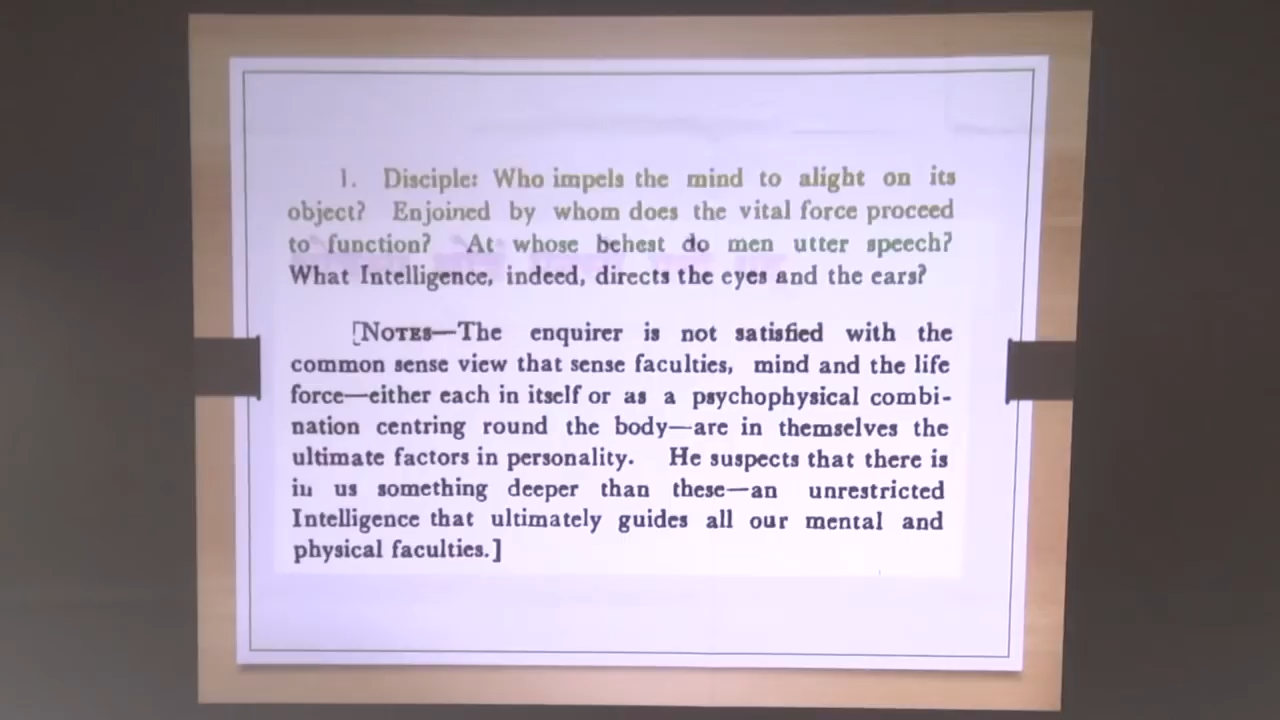 1. Disciple: Who impels the mind to alight on its
object? Enjoined by whom does the vital force proceed
to function? At whose behest do men utter speech?
What Intelligence, indeed, directs the eyes and the ears?
[NOTES—The enquirer is not satisfied with the
common sense view that sense faculties, mind and the life
force—either each in itself or as a psychophysical combi-
nation centring round the body—are in themselves the
ultimate factors in personality. He suspects that there is
in us something deeper than these—an unrestricted
Intelligence that ultimately guides all our mental and
physical faculties.]